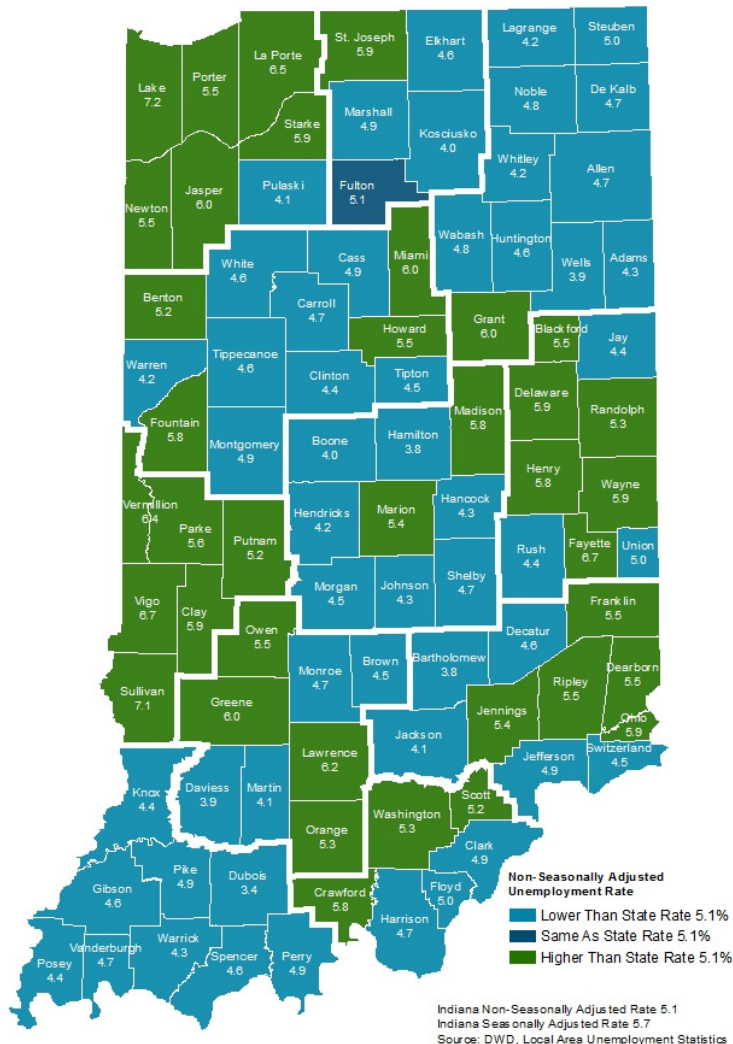 St. Joseph
5.9
Elkhart
4.6
Lagrange
4.2
Steuben
5.0
La Porte
6.5
Porter
5.5
Lake
7.2
Noble
4.8
De Kalb
4.7
Marshall
4.9
Starke
5.9
Kosciusko
4.0
Whitley
4.2
Allen
4.7
Pulaski
4.1
Fulton
5.1
Jasper
6.0
Newton
5.5
Wabash
4.8
Huntington
4.6
Miami
6.0
Wells
3.9
Adams
4.3
White
4.6
Cass
4.9
Benton
5.2
Carroll
4.7
Grant
6.0
Howard
5.5
Blackford
5.5
Jay
4.4
Warren
4.2
Tippecanoe
4.6
Clinton
4.4
Tipton
4.5
Delaware
5.9
Madison
5.8
Randolph
5.3
Fountain
5.8
Montgomery
4.9
Boone
4.0
Hamilton
3.8
Henry
5.8
Wayne
5.9
Vermillion
6.4
Hendricks
4.2
Marion
5.4
Hancock
4.3
Parke
5.6
Putnam
5.2
Rush
4.4
Fayette
6.7
Union
5.0
Morgan
4.5
Johnson
4.3
Shelby
4.7
Vigo
6.7
Clay
5.9
Franklin
5.5
Owen
5.5
Decatur
4.6
Monroe
4.7
Brown
4.5
Bartholomew
3.8
Dearborn
5.5
Ripley
5.5
Sullivan
7.1
Greene
6.0
Jennings
5.4
Ohio
5.9
Jackson
4.1
Lawrence
6.2
Jefferson
4.9
Switzerland
4.5
Knox
4.4
Daviess
3.9
Martin
4.1
Scott
5.2
Washington
5.3
Orange
5.3
Clark
4.9
Pike
4.9
Dubois
3.4
Gibson
4.6
Crawford
5.8
Floyd
5.0
Harrison
4.7
Warrick
4.3
Vanderburgh
4.7
Posey
4.4
Spencer
4.6
Perry
4.9
Non-Seasonally Adjusted
Unemployment Rate
Lower Than State Rate 5.1%
Same As State Rate 5.1%
Higher Than State Rate 5.1%
Indiana Non-Seasonally Adjusted Rate 5.1
Indiana Seasonally Adjusted Rate 5.7
Source: DWD, Local Area Unemployment Statistics